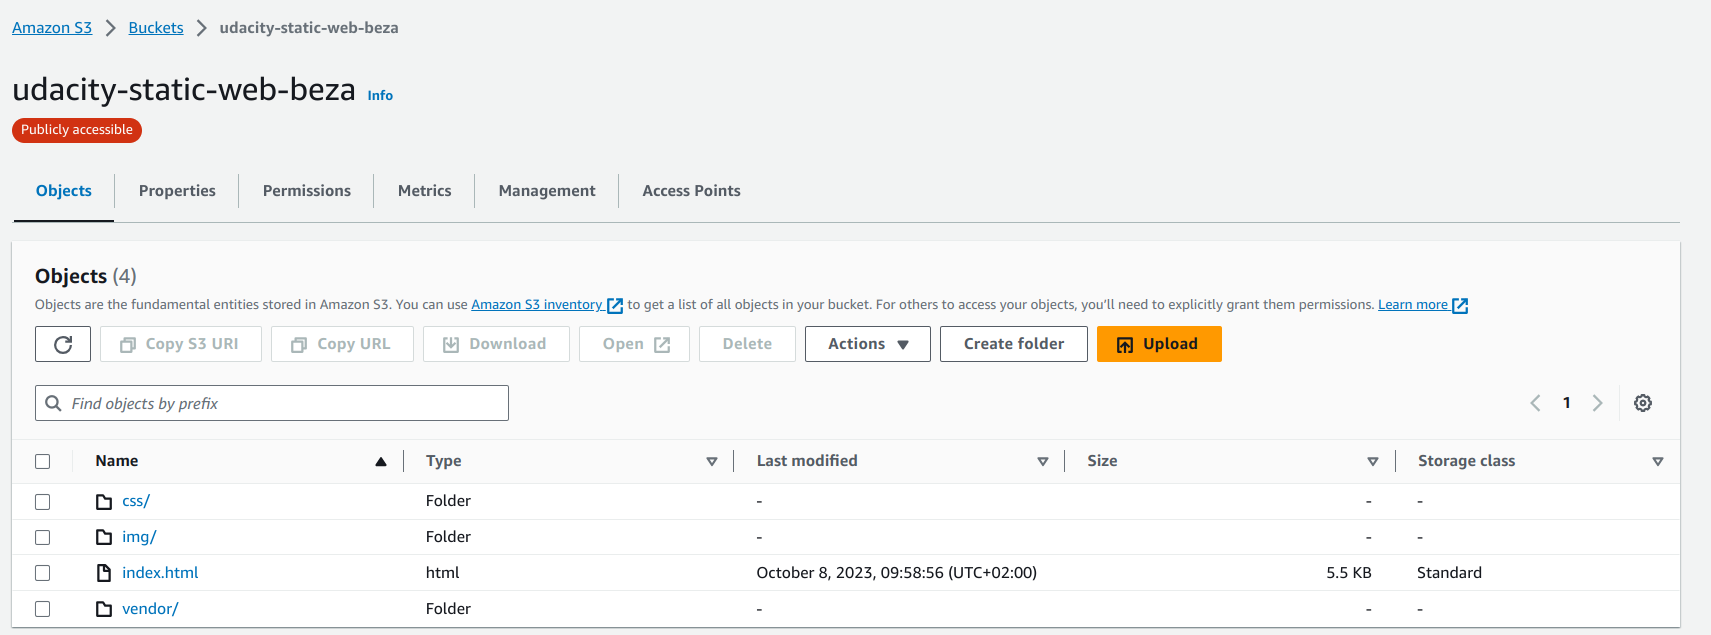 Amazon S3 > Buckets > udacity-static-web-beza
udacity-static-web-beza Info
Publicly accessible
Objects Properties Permissions Metrics Management Access Points
Objects (4)
Objects are the fundamental entities stored in Amazon S3. You can use Amazon S3 inventory to get a list of all objects in your bucket. For others to access your objects, you’ll need to explicitly grant them permissions. Learn more
Copy S3 URI Copy URL Download Open Delete Actions Create folder Upload
Find objects by prefix 1
Name Type Last modified Size Storage class
css/ Folder - - -
img/ Folder - - -
index.html html October 8, 2023, 09:58:56 (UTC+02:00) 5.5 KB Standard
vendor/ Folder - - -